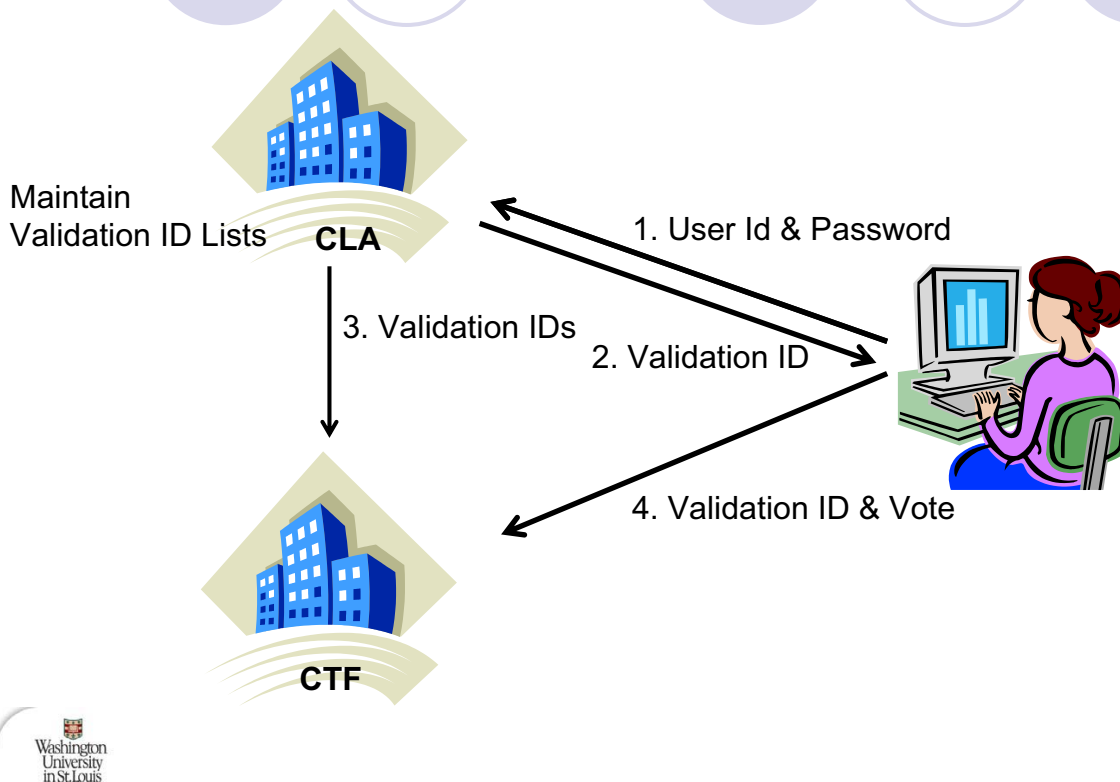 Maintain
Validation ID Lists
CLA
1. User Id & Password
3. Validation IDs
2. Validation ID
4. Validation ID & Vote
CTF
Washington
University
in St. Louis